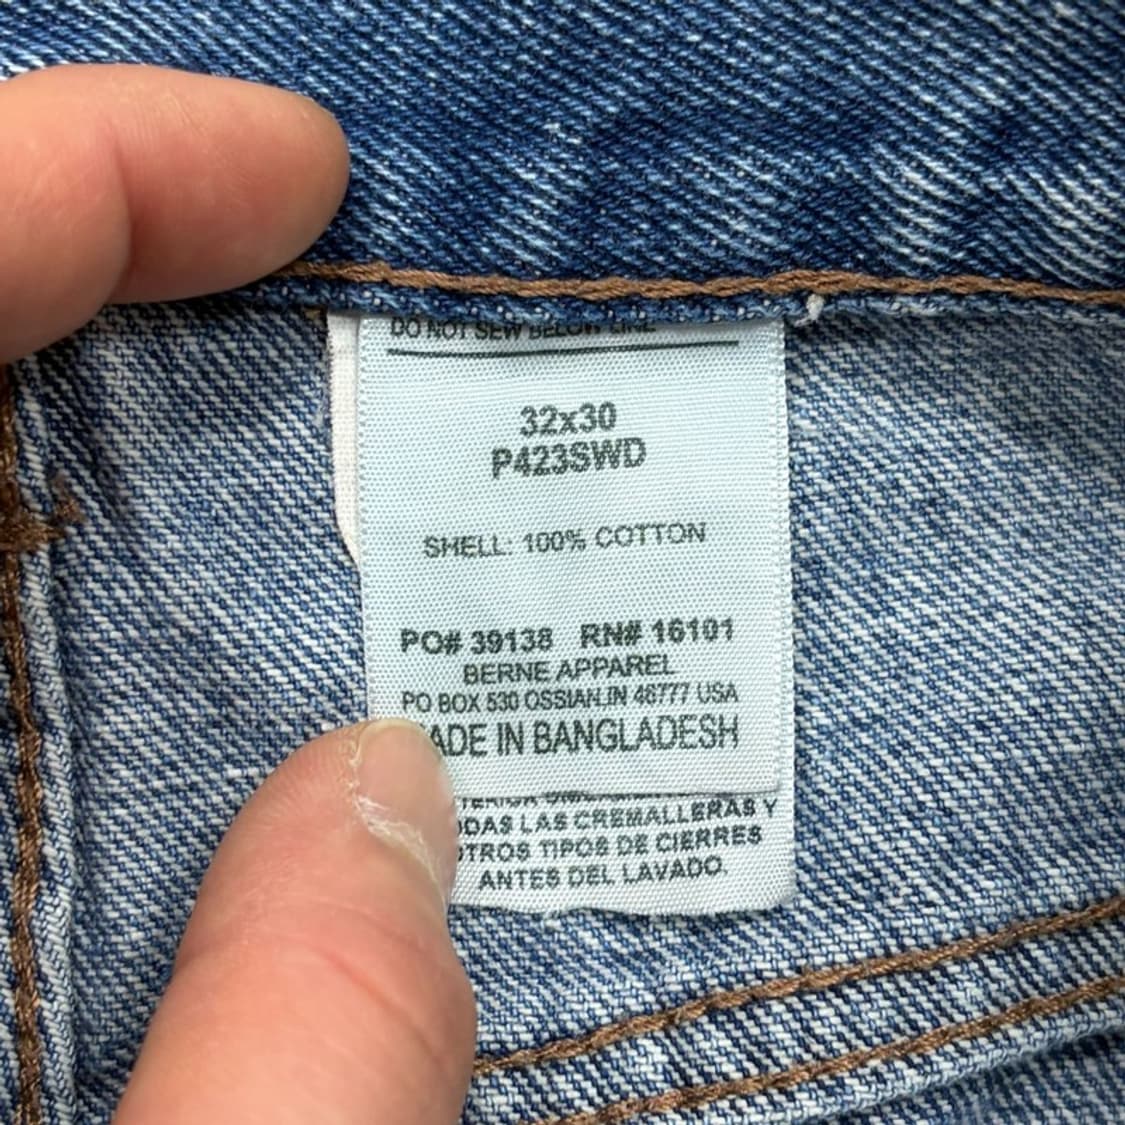 DO NOT SEW BELOW LINE
32x30
P423SWD
SHELL: 100% COTTON
PO# 39138 RN# 16101
BERNE APPAREL
PO BOX 530 OSSIAN,IN 46777 USA
ADE IN BANGLADESH
DAS LAS CREMALLERAS Y
OTROS TIPOS DE CIERRES
ANTES DEL LAVADO.